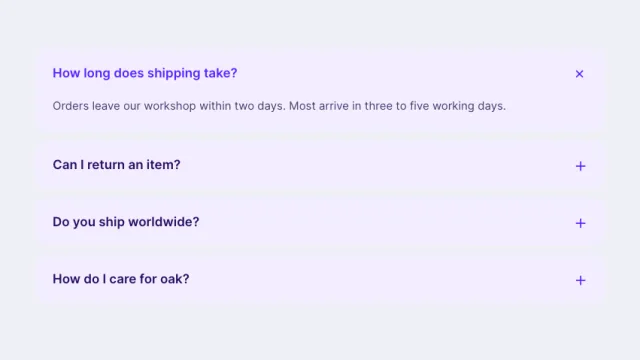 How long does shipping take?
Orders leave our workshop within two days. Most arrive in three to five working days.
Can I return an item?
Do you ship worldwide?
How do I care for oak?